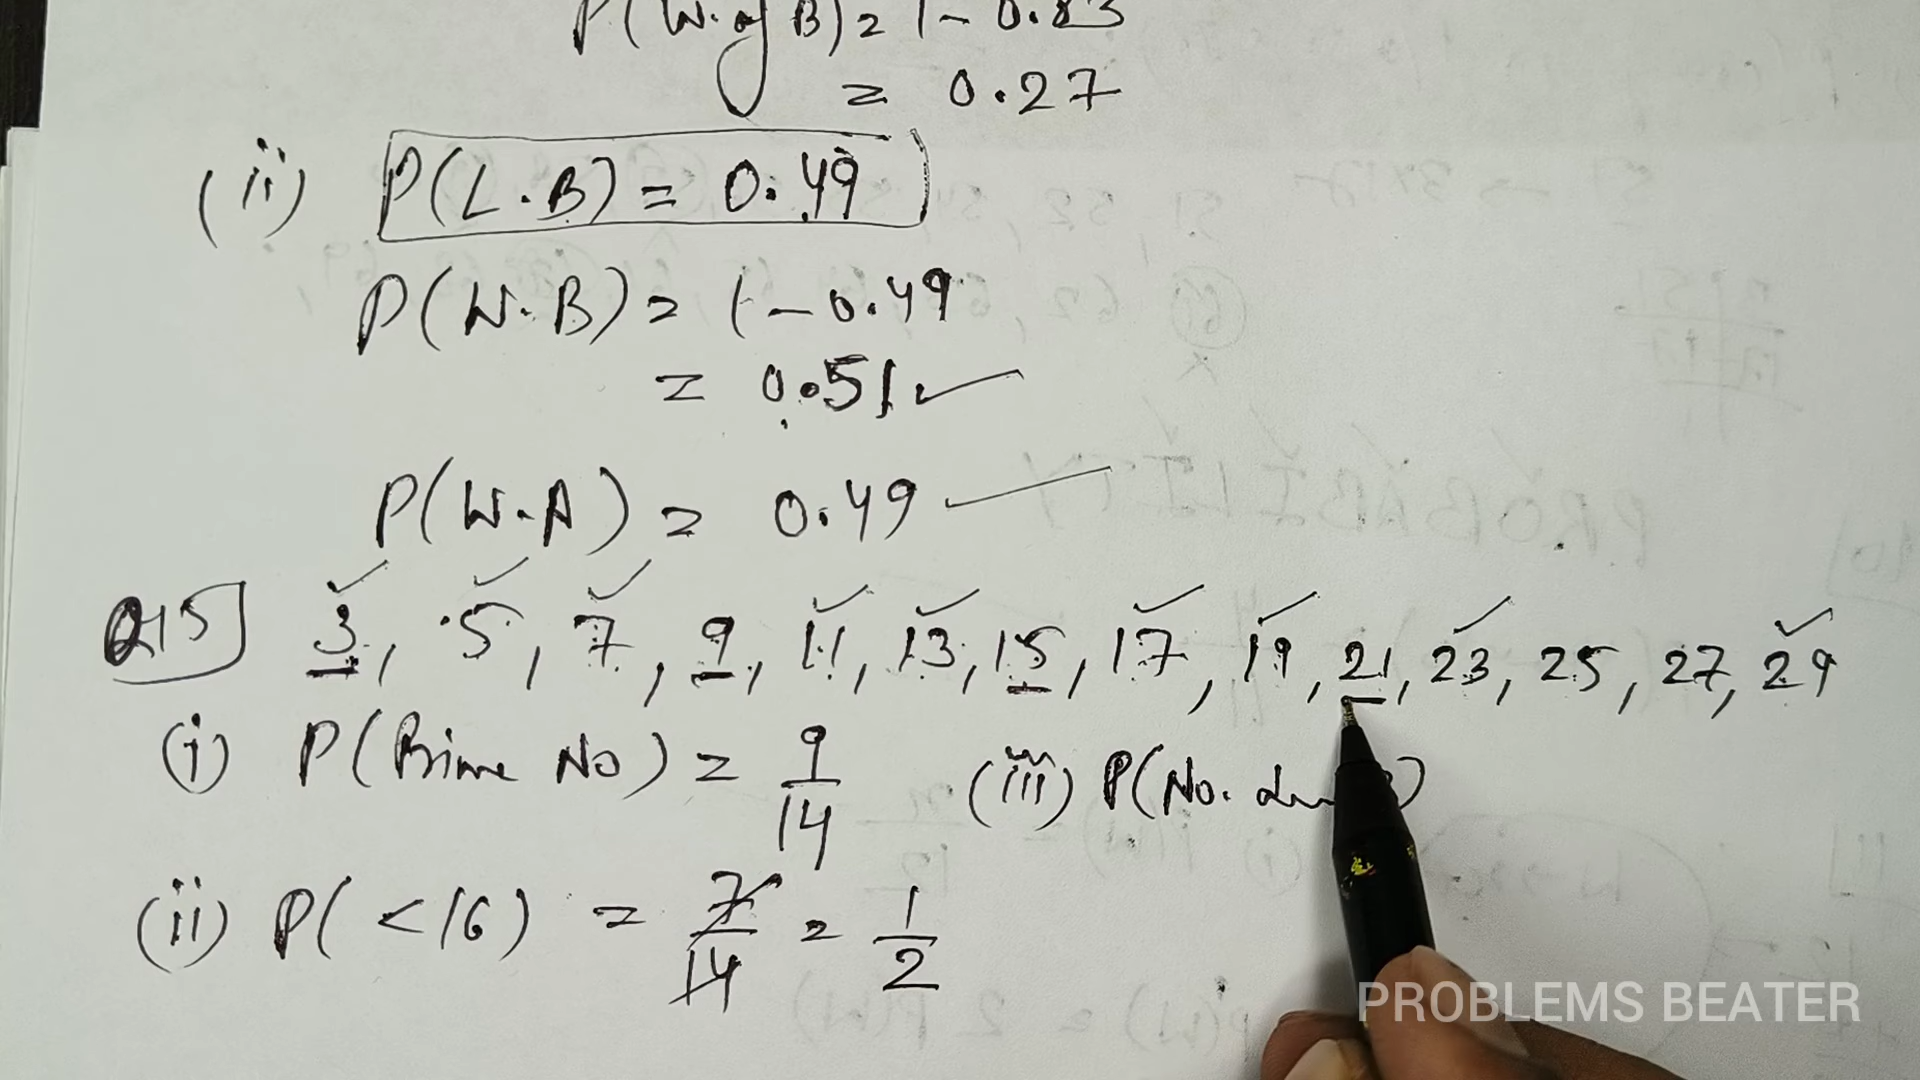 P(W. of B) = 1 - 0.83
= 0.27
(ii) P(L.B) = 0.49
P(W.B) = 1 - 0.49
= 0.51
P(W.A) = 0.49
Q15] 3, 5, 7, 9, 11, 13, 15, 17, 19, 21, 23, 25, 27, 29
(i) P(Prime No) = 9/14 (iii) P(No.
(ii) P( < 16) = 7/14 = 1/2
PROBLEMS BEATER